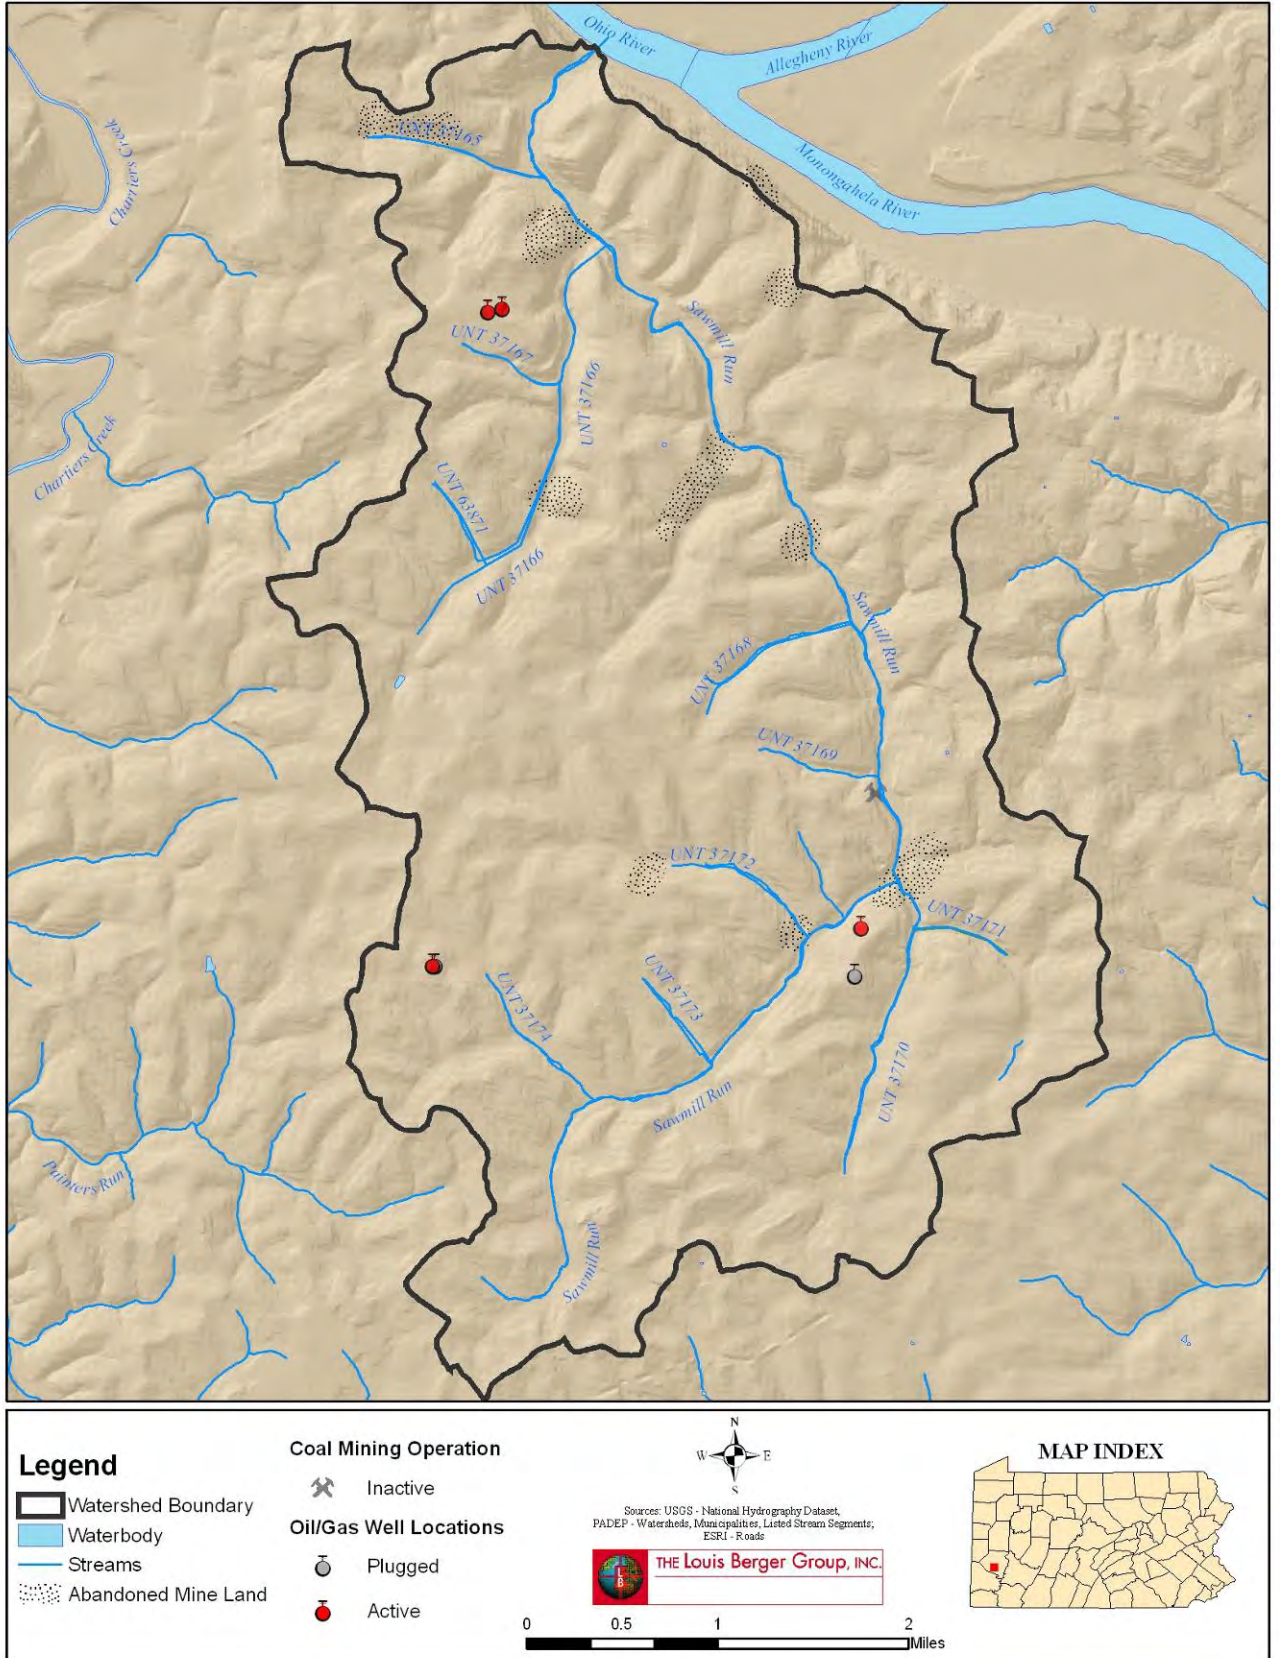 Ohio River
Allegheny River
Chartiers Creek
UNT 37165
Monongahela River
Sawmill Run
UNT 37167
UNT 37166
Chartiers Creek
UNT 63871
UNT 37166
Sawmill Run
UNT 37168
UNT 37169
UNT 37172
UNT 37171
UNT 37173
UNT 37174
UNT 37170
Sawmill Run
Painters Run
Sawmill Run
Legend
Watershed Boundary
Waterbody
Streams
Abandoned Mine Land
Coal Mining Operation
Inactive
Oil/Gas Well Locations
Plugged
Active
N
W
E
S
Sources: USGS - National Hydrography Dataset,
PADEP - Watersheds, Municipalities, Listed Stream Segments;
ESRI - Roads
L
B
THE Louis Berger Group, INC.
0 0.5 1 2
Miles
MAP INDEX